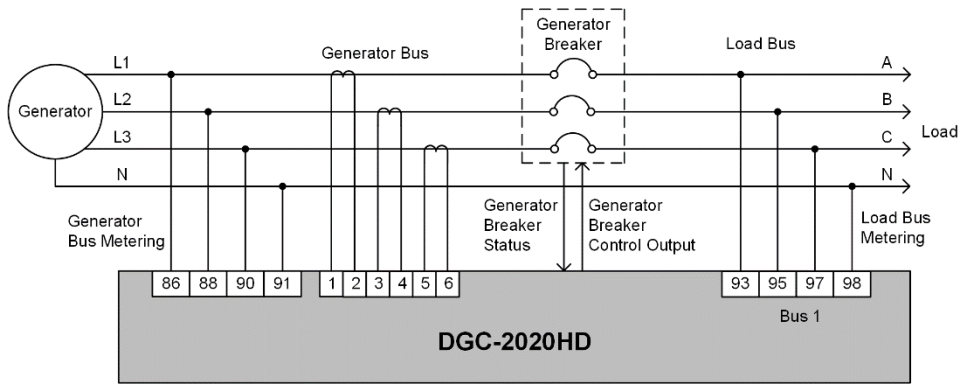 Generator
Breaker
Generator Bus
Load Bus
L1
A
L2
B
Generator
L3
C
Load
N
N
Generator
Bus Metering
Generator
Breaker
Status
Generator
Breaker
Control Output
Load Bus
Metering
86 88 90 91 1 2 3 4 5 6 93 95 97 98
Bus 1
DGC-2020HD